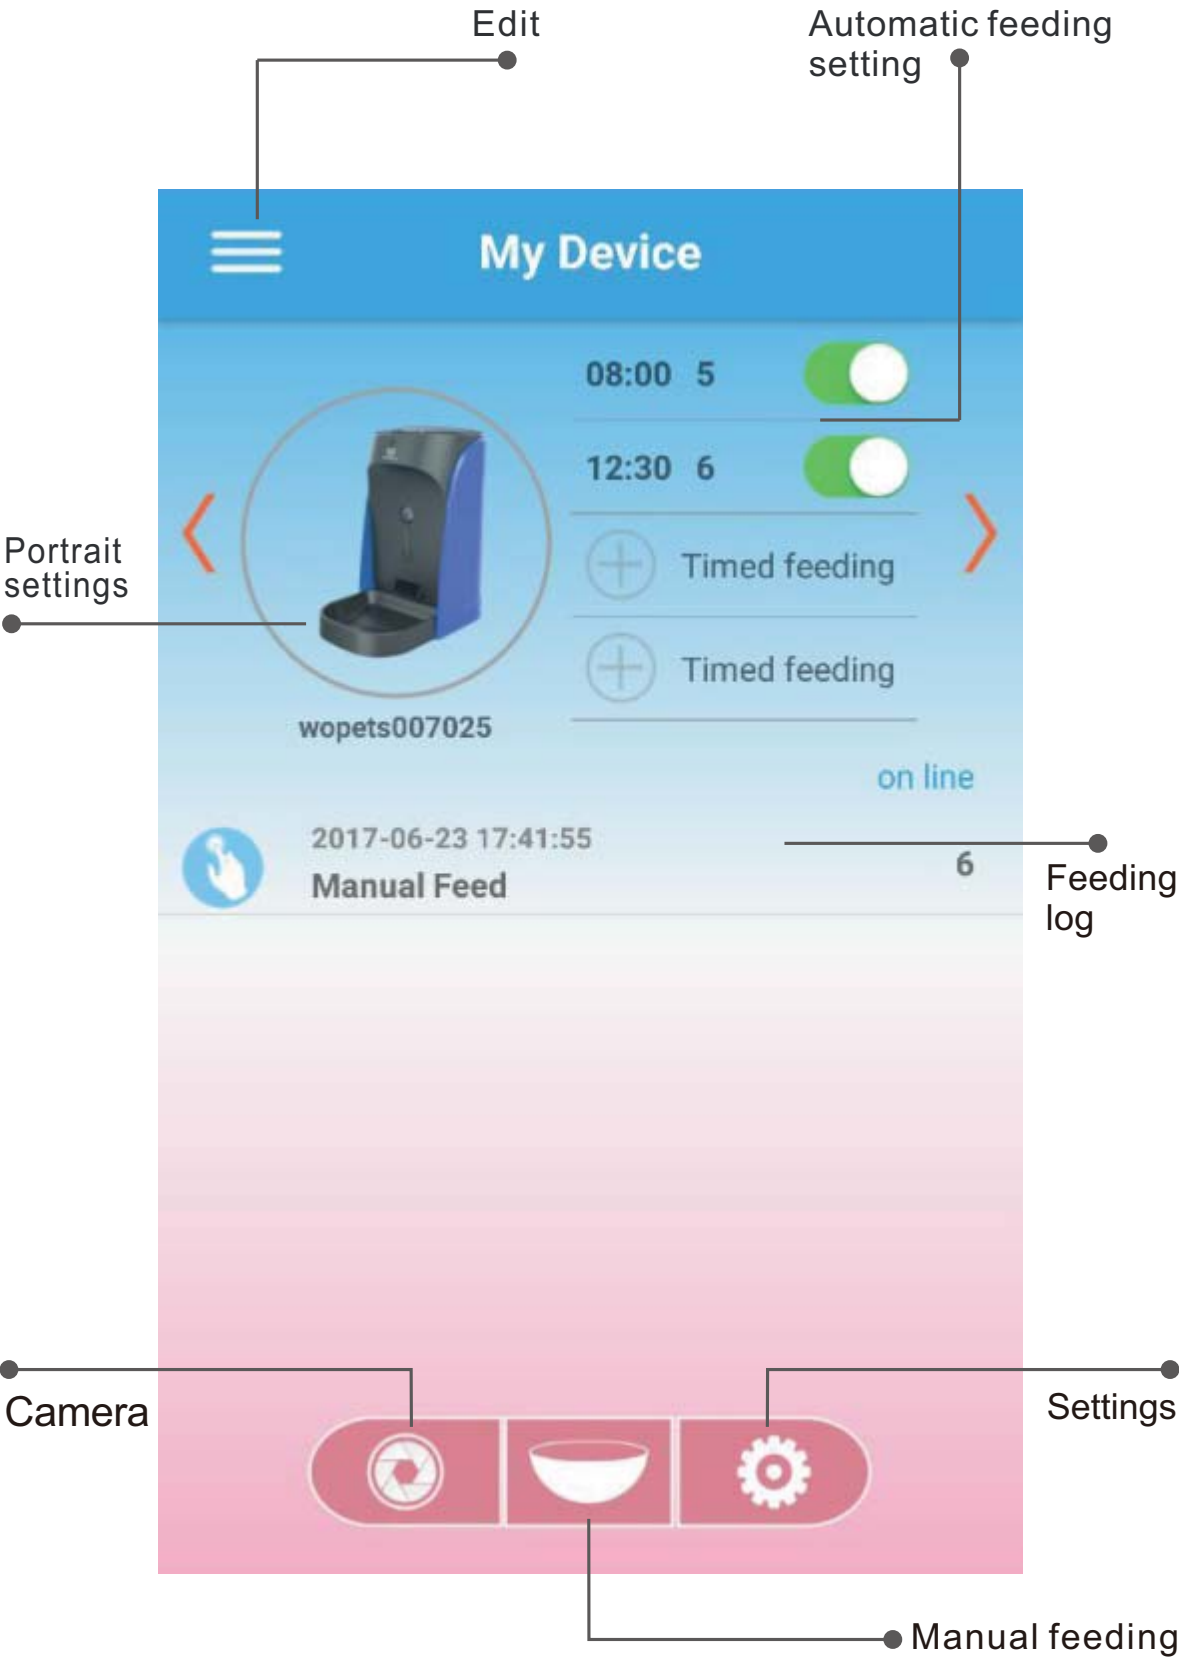 Edit
Automatic feeding
setting
My Device
08:00 5
12:30 6
Portrait
settings
Timed feeding
Timed feeding
wopets007025
on line
2017-06-23 17:41:55
Manual Feed
6
Feeding
log
Camera
Settings
Manual feeding